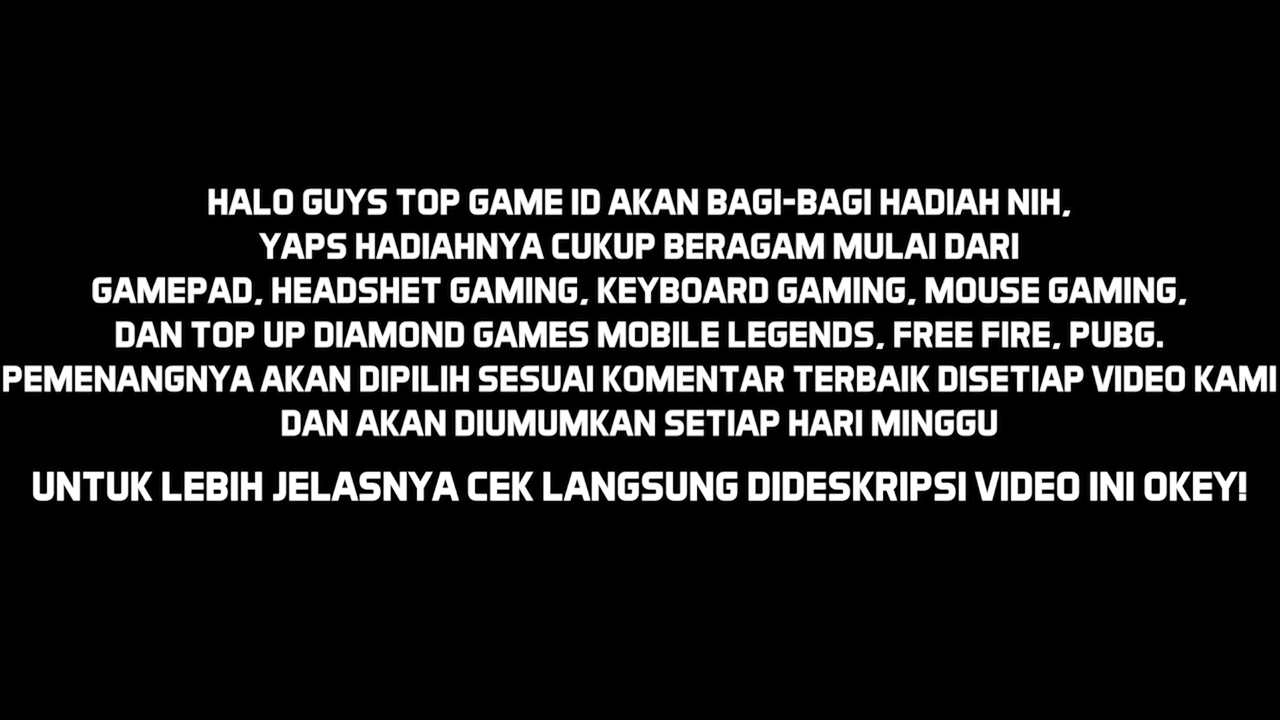 HALO GUYS TOP GAME ID AKAN BAGI-BAGI HADIAH NIH,
YAPS HADIAHNYA CUKUP BERAGAM MULAI DARI
GAMEPAD, HEADSHET GAMING, KEYBOARD GAMING, MOUSE GAMING,
DAN TOP UP DIAMOND GAMES MOBILE LEGENDS, FREE FIRE, PUBG.
PEMENANGNYA AKAN DIPILIH SESUAI KOMENTAR TERBAIK DISETIAP VIDEO KAMI
DAN AKAN DIUMUMKAN SETIAP HARI MINGGU
UNTUK LEBIH JELASNYA CEK LANGSUNG DIDESKRIPSI VIDEO INI OKEY!